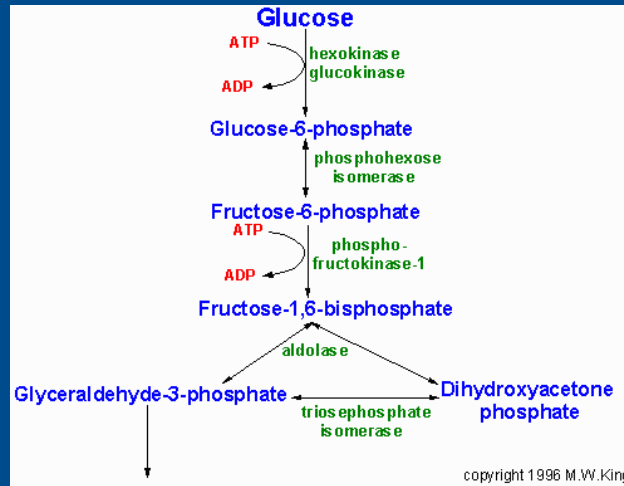 Glucose
ATP
hexokinase
glucokinase
ADP
Glucose-6-phosphate
phosphohexose
isomerase
Fructose-6-phosphate
ATP
phospho-
fructokinase-1
ADP
Fructose-1,6-bisphosphate
aldolase
Glyceraldehyde-3-phosphate
Dihydroxyacetone
phosphate
triosephosphate
isomerase
copyright 1996 M.W.King